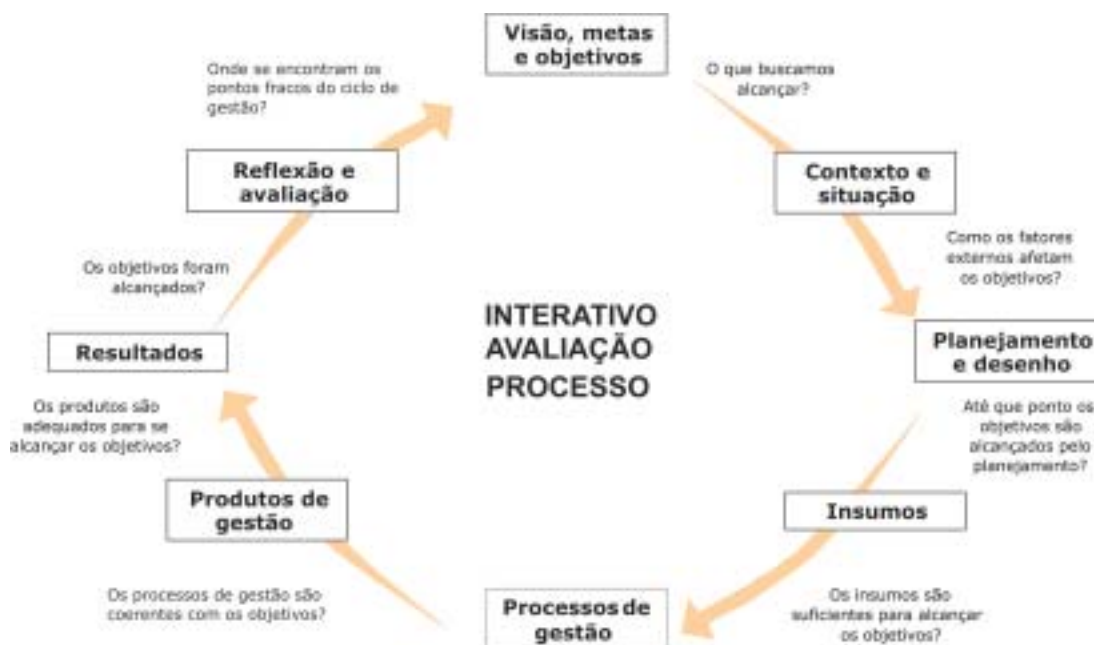 Visão, metas
e objetivos
O que buscamos
alcançar?
Contexto e
situação
Como os fatores
externos afetam
os objetivos?
Planejamento
e desenho
Até que ponto os
objetivos são
alcançados pelo
planejamento?
Insumos
Os insumos são
suficientes para alcançar
os objetivos?
Processos de
gestão
Os processos de gestão são
coerentes com os objetivos?
Produtos de
gestão
Os produtos são
adequados para se
alcançar os objetivos?
Resultados
Os objetivos foram
alcançados?
Reflexão e
avaliação
Onde se encontram os
pontos fracos do ciclo de
gestão?
INTERATIVO
AVALIAÇÃO
PROCESSO